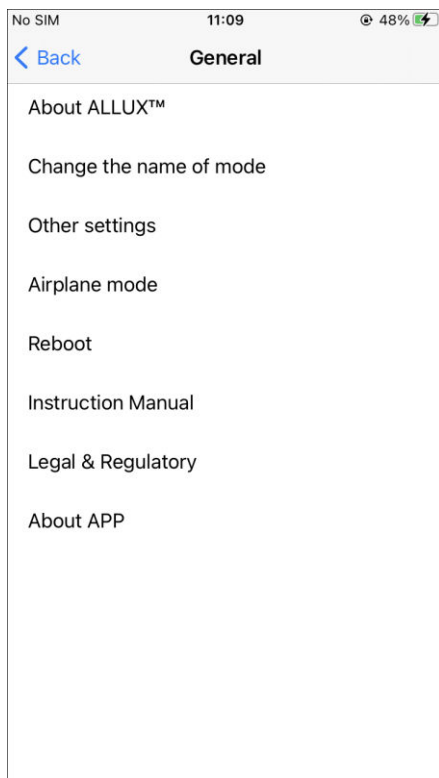 No SIM 11:09 48%
Back General
About ALLUX™
Change the name of mode
Other settings
Airplane mode
Reboot
Instruction Manual
Legal & Regulatory
About APP